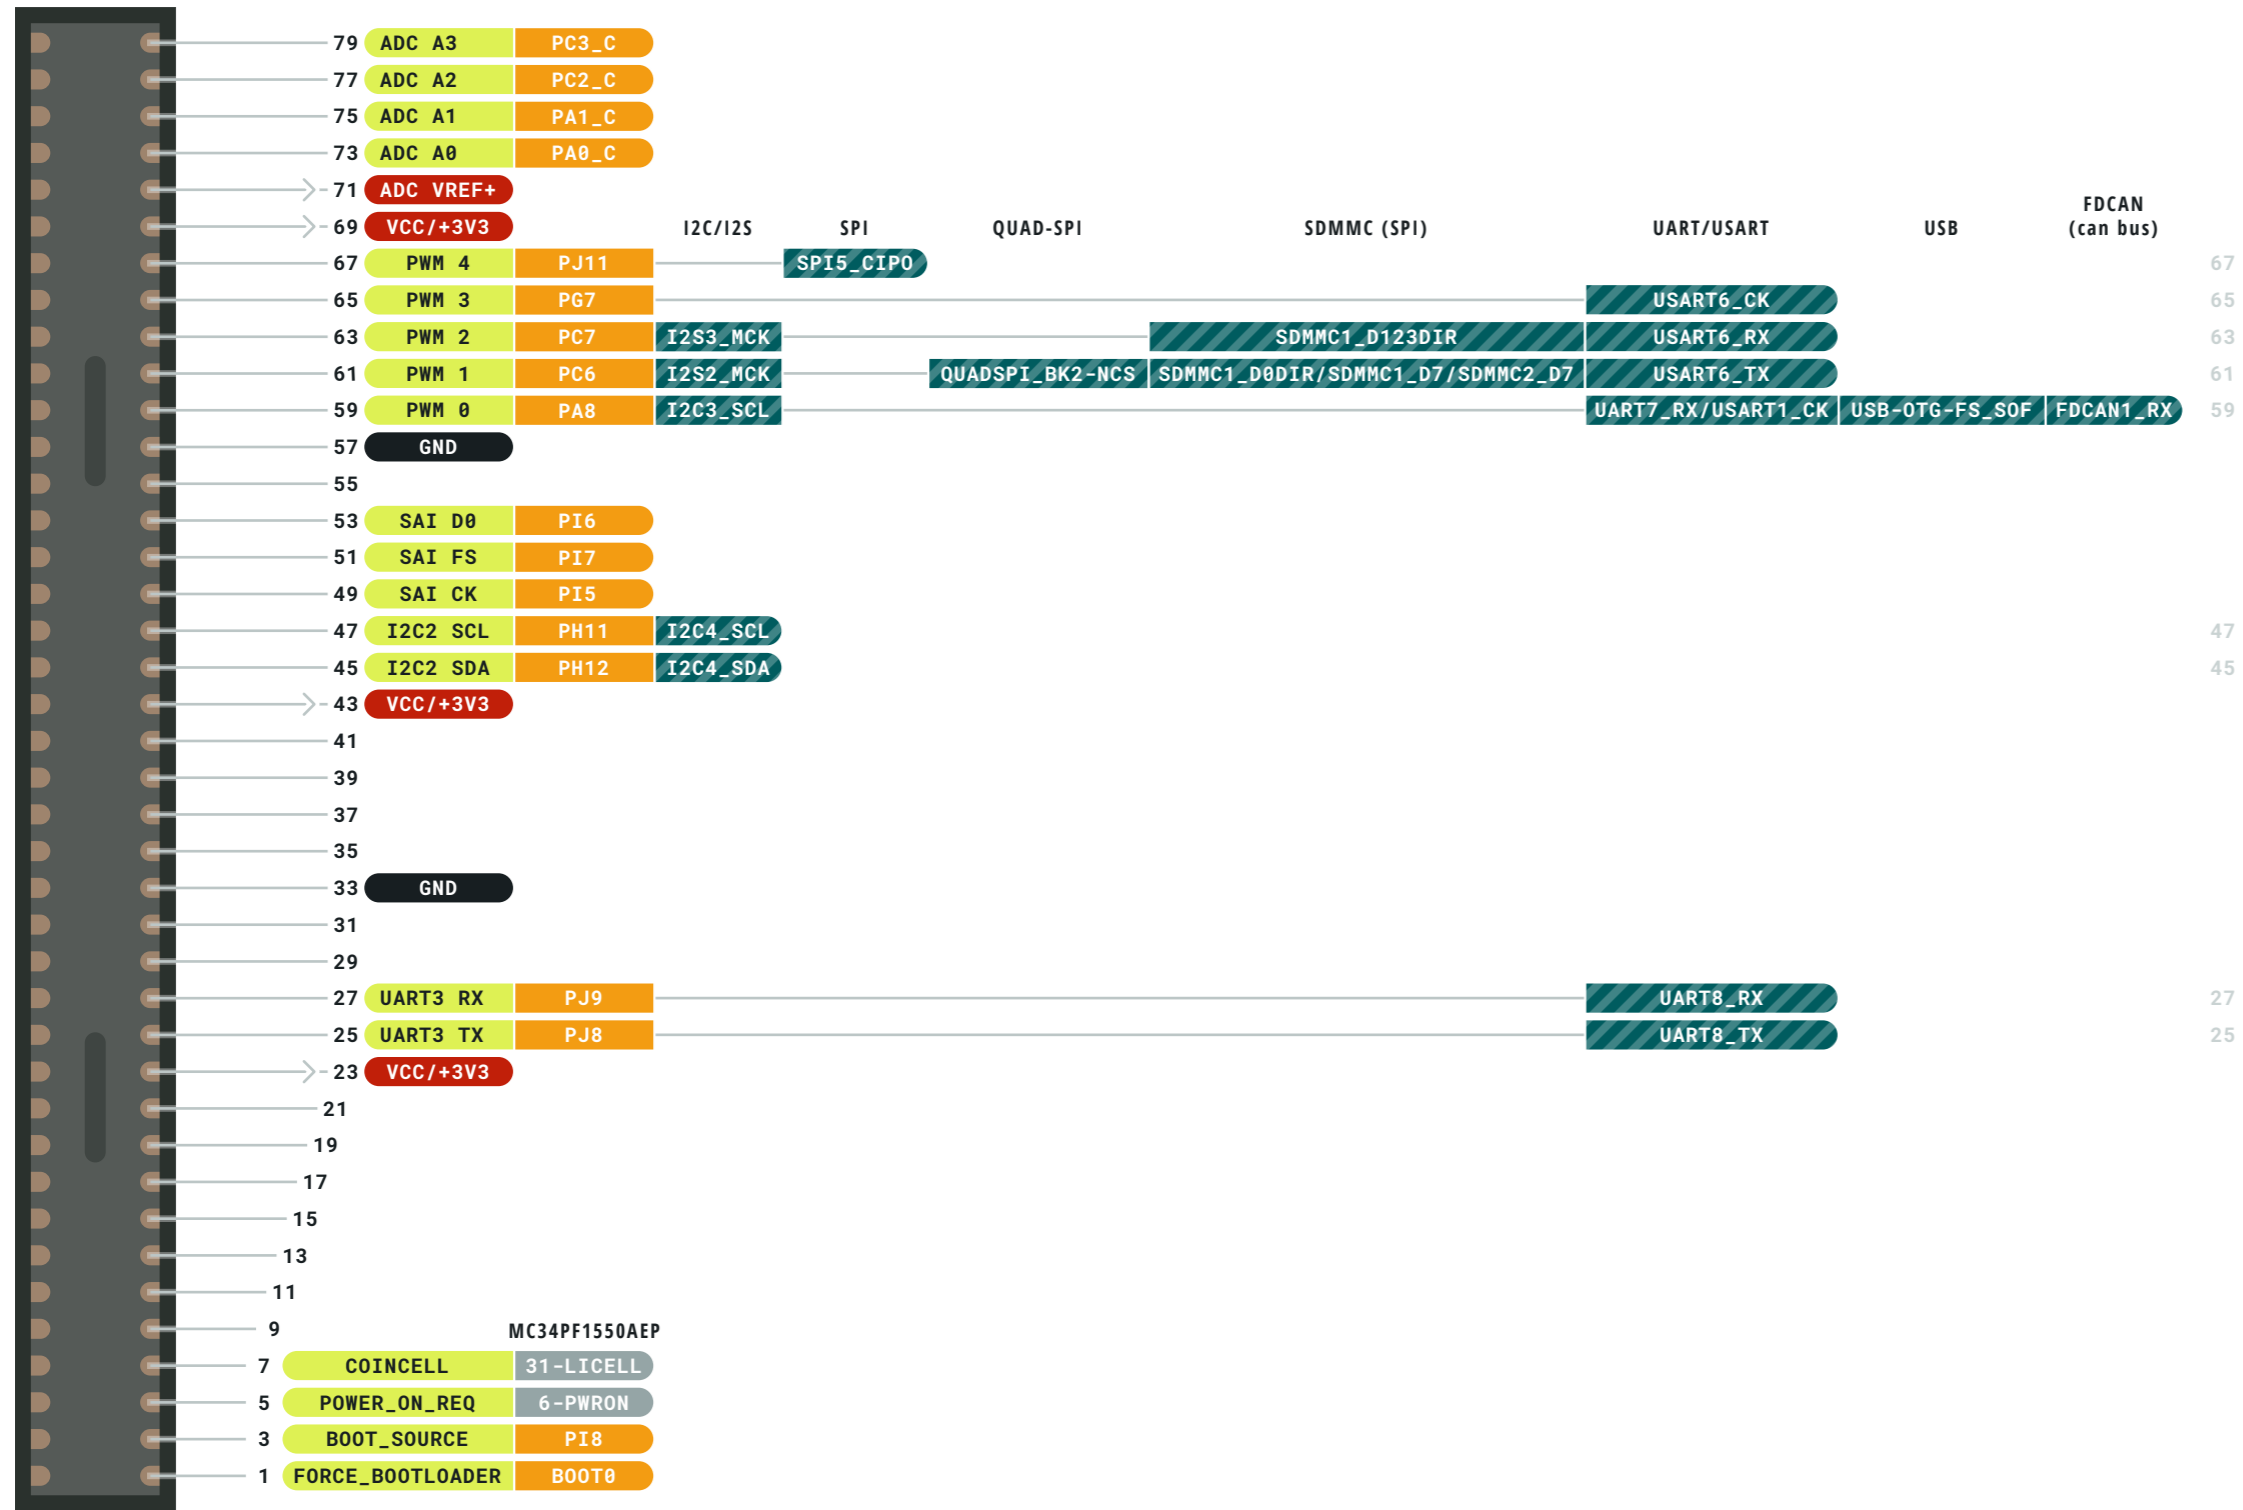 79 ADC A3 PC3_C
77 ADC A2 PC2_C
75 ADC A1 PA1_C
73 ADC A0 PA0_C
71 ADC VREF+
FDCAN
69 VCC/+3V3 I2C/I2S SPI QUAD-SPI SDMMC (SPI) UART/USART USB (can bus)
67 PWM 4 PJ11 SPI5_CIPO 67
65 PWM 3 PG7 USART6_CK 65
63 PWM 2 PC7 I2S3_MCK SDMMC1_D123DIR USART6_RX 63
61 PWM 1 PC6 I2S2_MCK QUADSPI_BK2-NCS SDMMC1_D0DIR/SDMMC1_D7/SDMMC2_D7 USART6_TX 61
59 PWM 0 PA8 I2C3_SCL UART7_RX/USART1_CK USB-OTG-FS_SOF FDCAN1_RX 59
57 GND
55
53 SAI D0 PI6
51 SAI FS PI7
49 SAI CK PI5
47 I2C2 SCL PH11 I2C4_SCL 47
45 I2C2 SDA PH12 I2C4_SDA 45
43 VCC/+3V3
41
39
37
35
33 GND
31
29
27 UART3 RX PJ9 UART8_RX 27
25 UART3 TX PJ8 UART8_TX 25
23 VCC/+3V3
21
19
17
15
13
11
9 MC34PF1550AEP
7 COINCELL 31-LICELL
5 POWER_ON_REQ 6-PWRON
3 BOOT_SOURCE PI8
1 FORCE_BOOTLOADER BOOT0